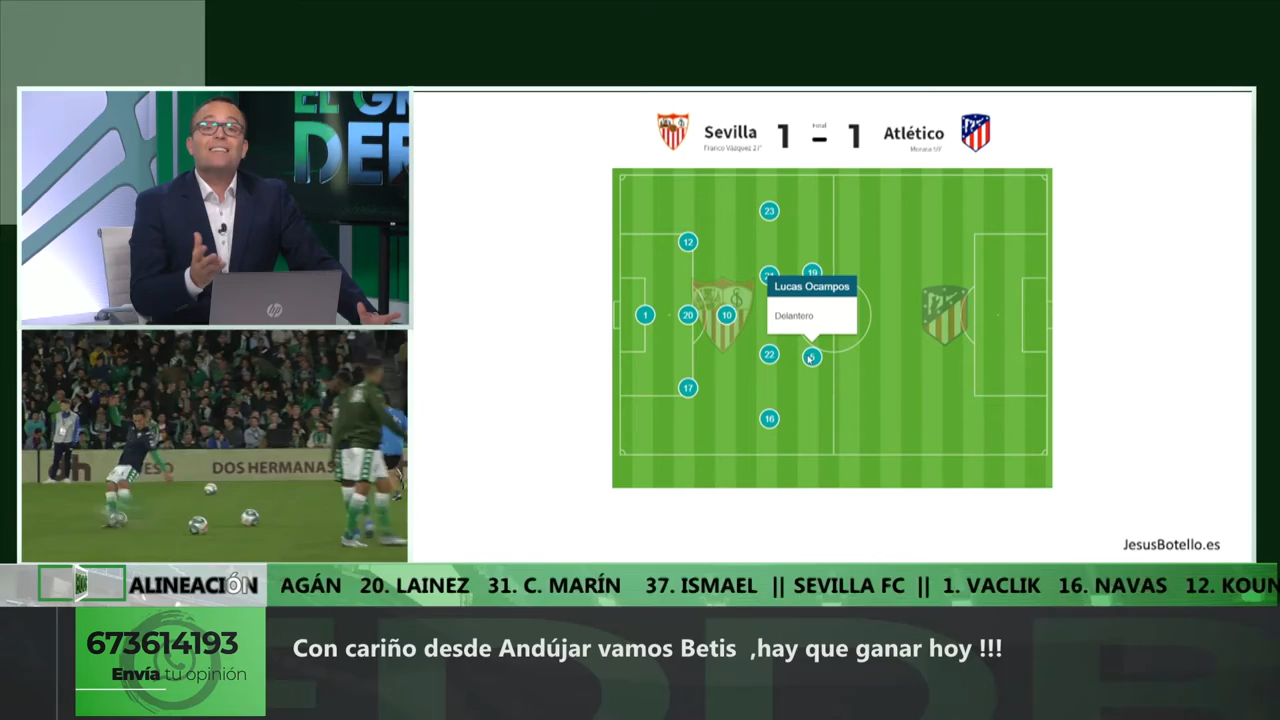 EL GR
DER
hp
Sevilla
Franco Vázquez 27'
1
Final
–
1
Atlético
Morata 59'
23
12
21
19
Lucas Ocampos
Delantero
1
20
10
22
17
16
DOS HERMANAS
JesusBotello.es
ALINEACIÓN
AGÁN 20. LAINEZ 31. C. MARÍN 37. ISMAEL || SEVILLA FC || 1. VACLIK 16. NAVAS 12. KOUN
673614193
Envía tu opinión
Con cariño desde Andújar vamos Betis ,hay que ganar hoy !!!